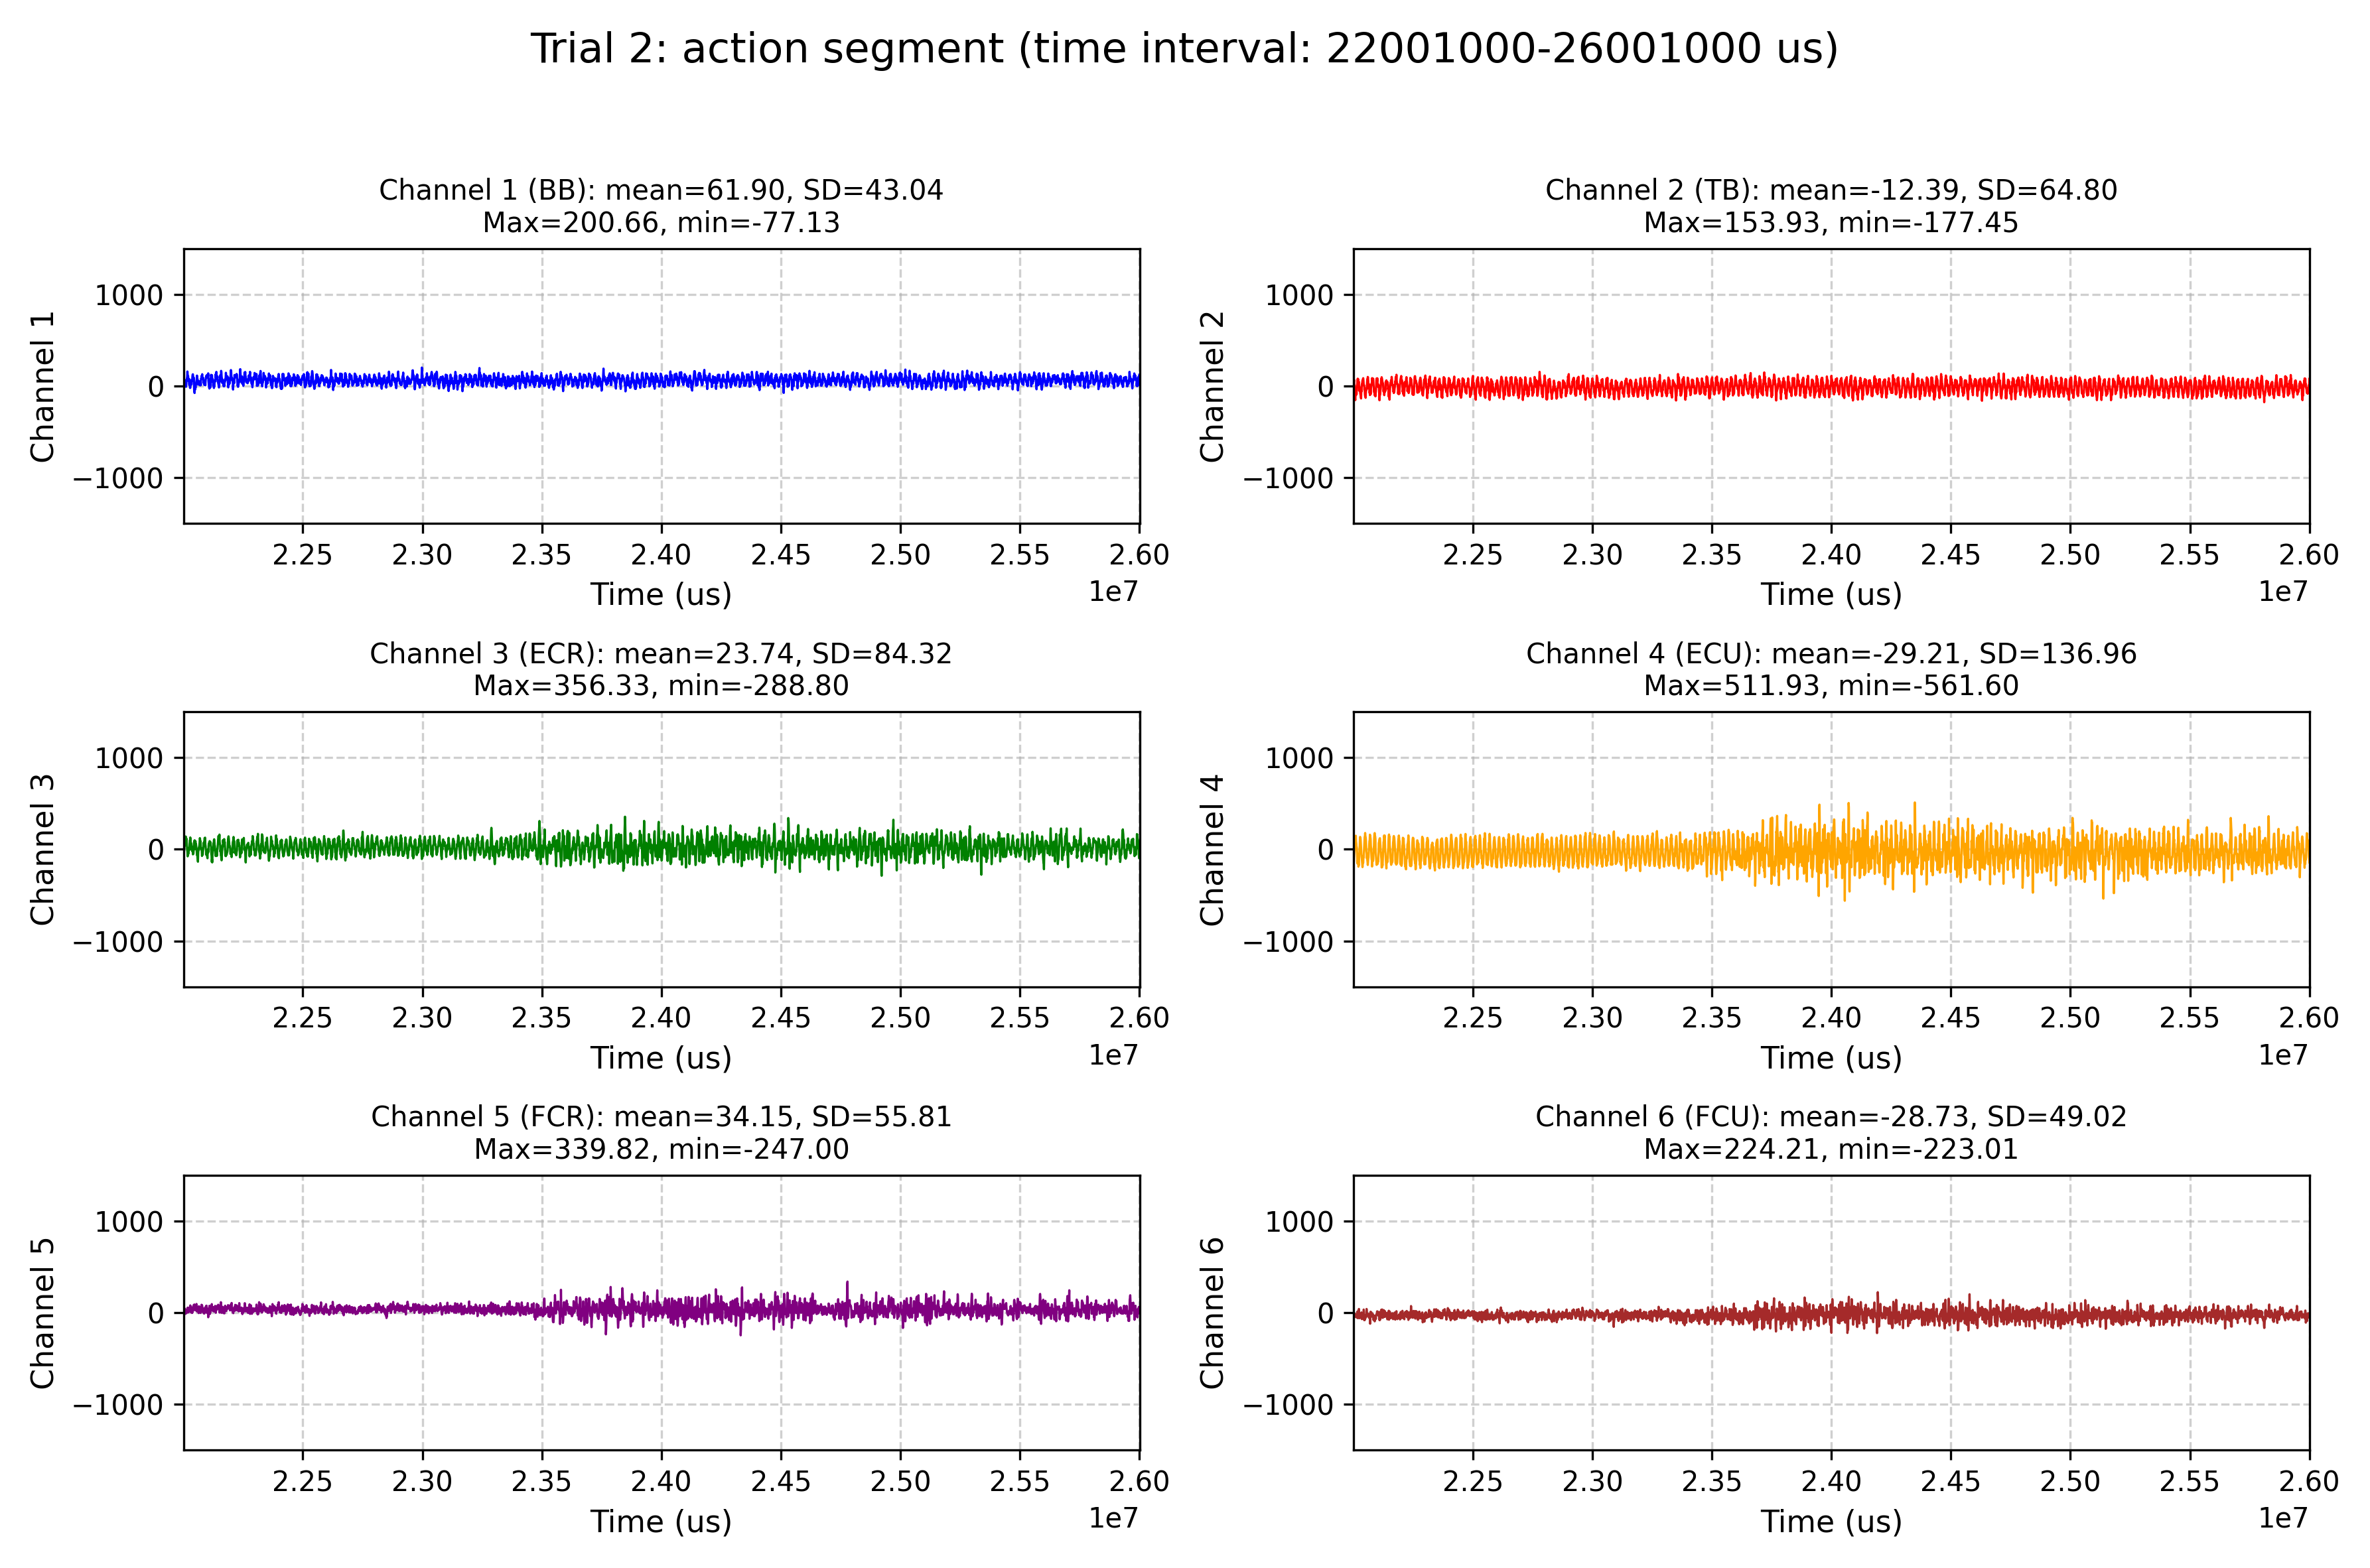 Trial 2: action segment (time interval: 22001000-26001000 us)
Channel 1 (BB): mean=61.90, SD=43.04
Max=200.66, min=-77.13
Channel 1
1000
0
−1000
2.25 2.30 2.35 2.40 2.45 2.50 2.55 2.60
Time (us)
1e7
Channel 2 (TB): mean=-12.39, SD=64.80
Max=153.93, min=-177.45
Channel 2
1000
0
−1000
2.25 2.30 2.35 2.40 2.45 2.50 2.55 2.60
Time (us)
1e7
Channel 3 (ECR): mean=23.74, SD=84.32
Max=356.33, min=-288.80
Channel 3
1000
0
−1000
2.25 2.30 2.35 2.40 2.45 2.50 2.55 2.60
Time (us)
1e7
Channel 4 (ECU): mean=-29.21, SD=136.96
Max=511.93, min=-561.60
Channel 4
1000
0
−1000
2.25 2.30 2.35 2.40 2.45 2.50 2.55 2.60
Time (us)
1e7
Channel 5 (FCR): mean=34.15, SD=55.81
Max=339.82, min=-247.00
Channel 5
1000
0
−1000
2.25 2.30 2.35 2.40 2.45 2.50 2.55 2.60
Time (us)
1e7
Channel 6 (FCU): mean=-28.73, SD=49.02
Max=224.21, min=-223.01
Channel 6
1000
0
−1000
2.25 2.30 2.35 2.40 2.45 2.50 2.55 2.60
Time (us)
1e7